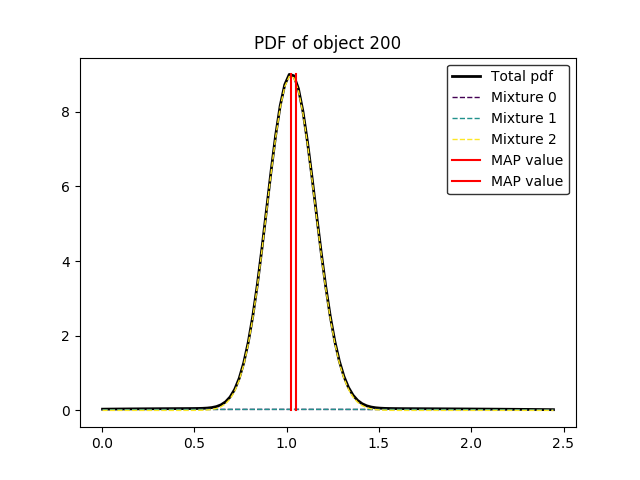 PDF of object 200
Total pdf
Mixture 0
Mixture 1
Mixture 2
MAP value
MAP value
8
6
4
2
0
0.0 0.5 1.0 1.5 2.0 2.5